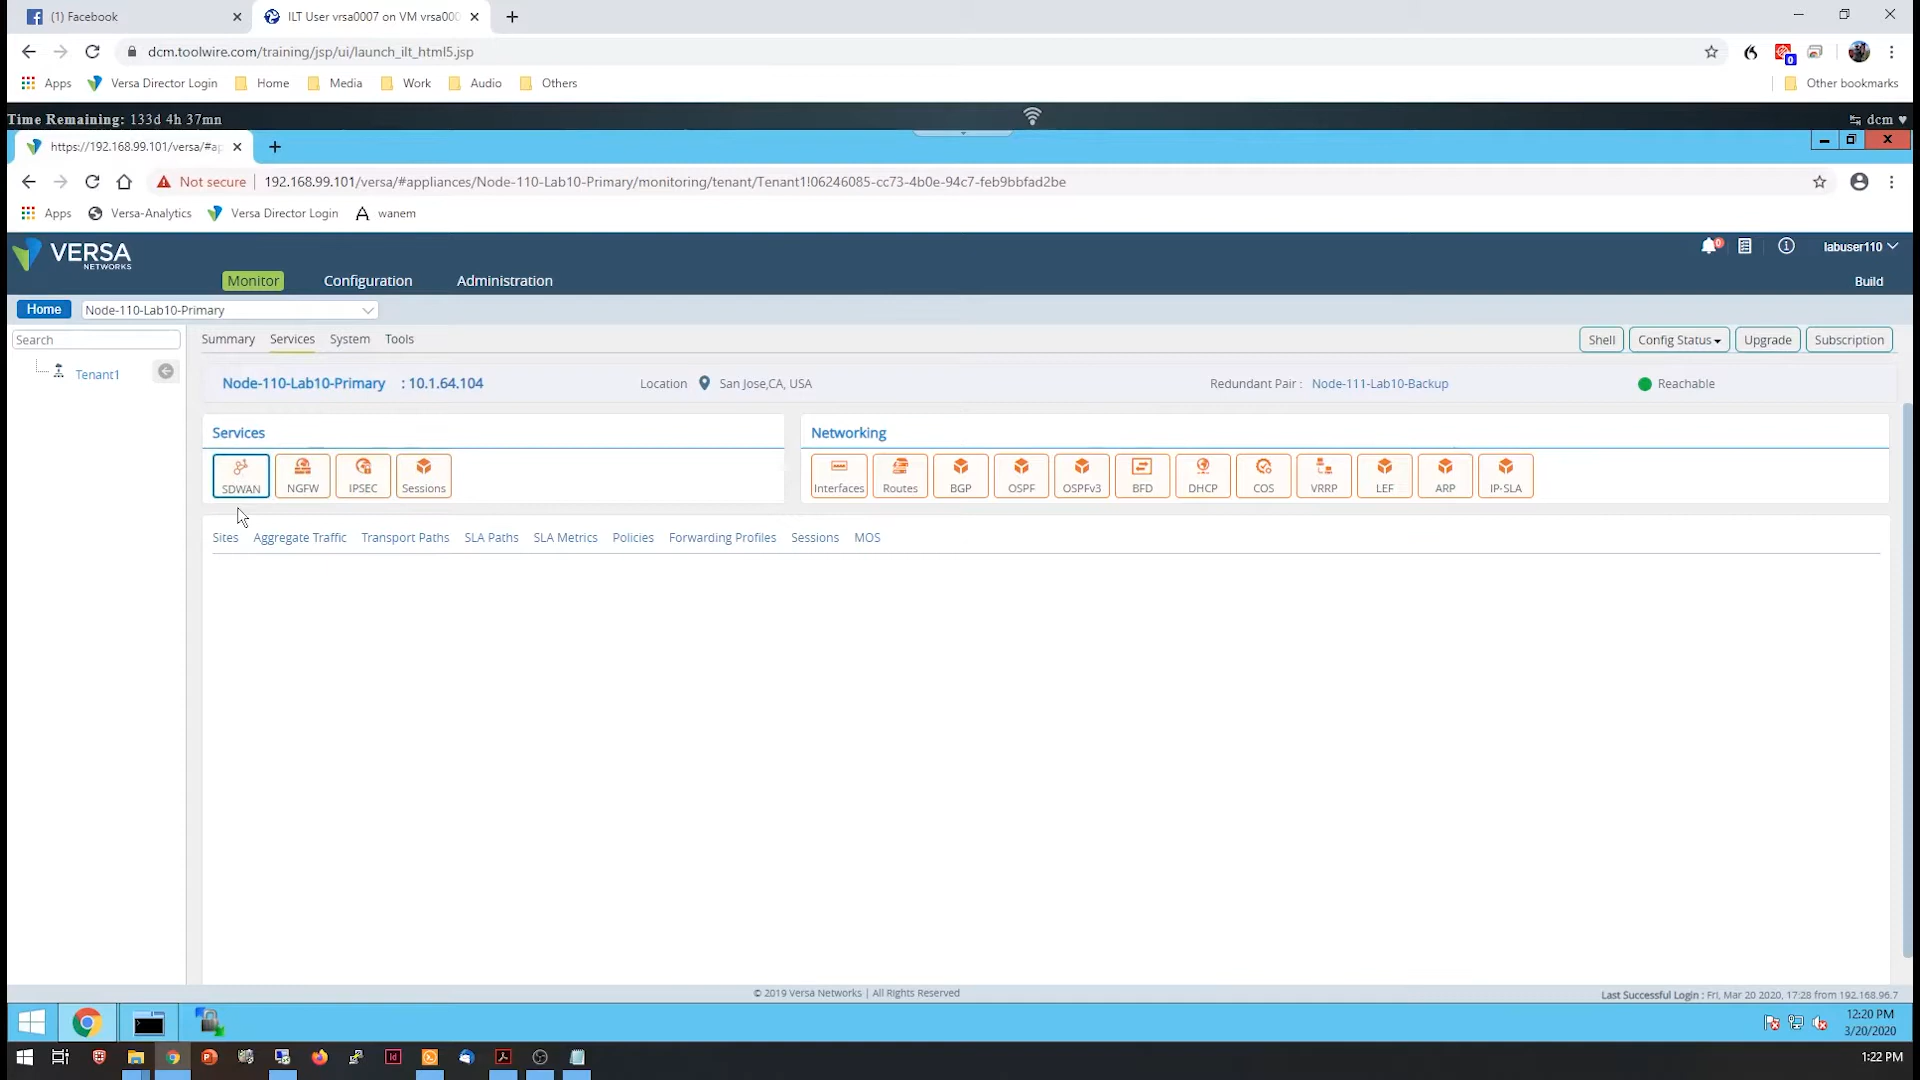 (1) Facebook
ILT User vrsa0007 on VM vrsa000
dcm.toolwire.com/training/jsp/ui/launch_ilt_html5.jsp
0
Apps
Versa Director Login
Home
Media
Work
Audio
Others
Other bookmarks
Time Remaining: 133d 4h 37mn
dcm
https://192.168.99.101/versa/#ap
Not secure
192.168.99.101/versa/#appliances/Node-110-Lab10-Primary/monitoring/tenant/Tenant1!06246085-cc73-4b0e-94c7-feb9bbfad2be
Apps
Versa-Analytics
Versa Director Login
wanem
VERSA
NETWORKS
0
labuser110
Monitor
Configuration
Administration
Build
Home
Node-110-Lab10-Primary
Search
Summary
Services
System
Tools
Shell
Config Status
Upgrade
Subscription
Tenant1
Node-110-Lab10-Primary : 10.1.64.104
Location San Jose,CA, USA
Redundant Pair : Node-111-Lab10-Backup
Reachable
Services
Networking
SDWAN
NGFW
IPSEC
Sessions
Interfaces
Routes
BGP
OSPF
OSPFv3
BFD
DHCP
COS
VRRP
LEF
ARP
IP-SLA
Sites
Aggregate Traffic
Transport Paths
SLA Paths
SLA Metrics
Policies
Forwarding Profiles
Sessions
MOS
© 2019 Versa Networks | All Rights Reserved
Last Successful Login : Fri, Mar 20 2020, 17:28 from 192.168.96.7
12:20 PM
3/20/2020
1:22 PM